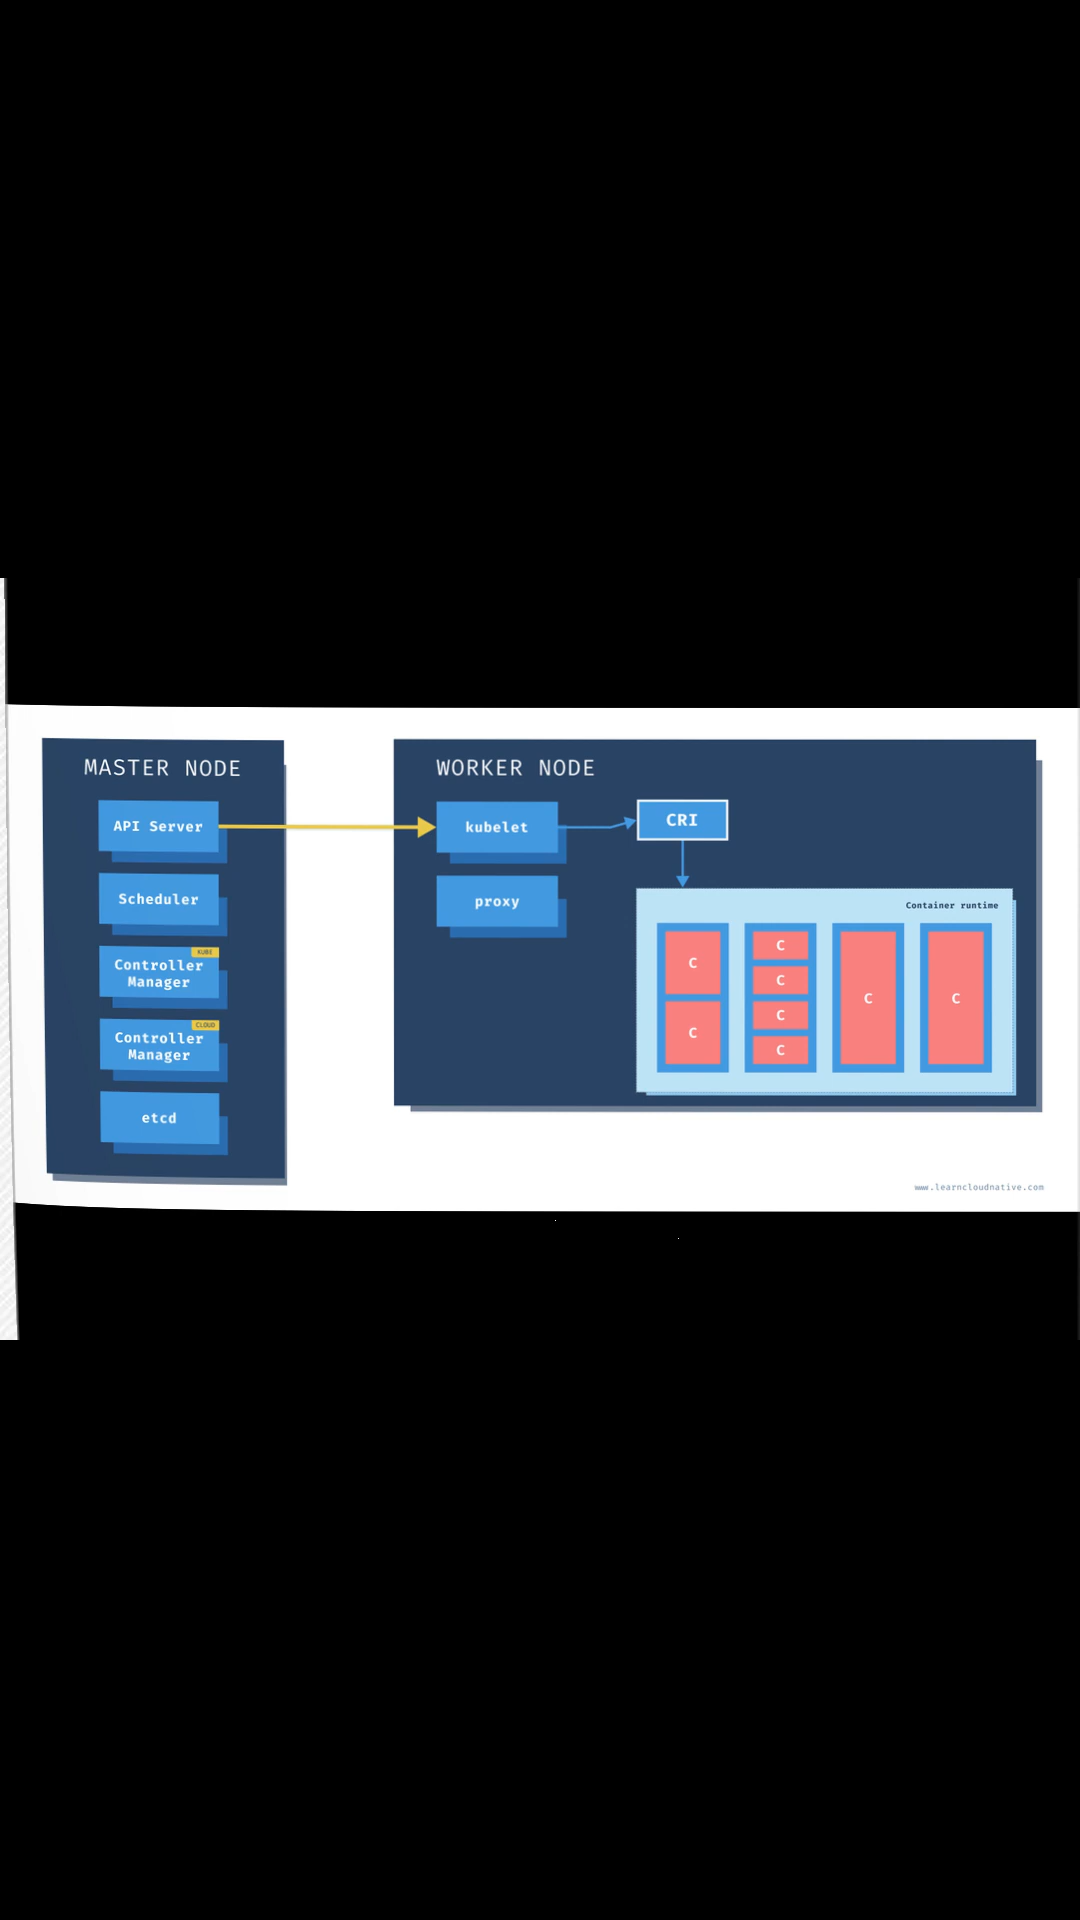 MASTER NODE
API Server
Scheduler
KUBE
Controller
Manager
CLOUD
Controller
Manager
etcd
WORKER NODE
kubelet
proxy
CRI
Container runtime
C
C
C
C
C
C
C
C
www.learncloudnative.com